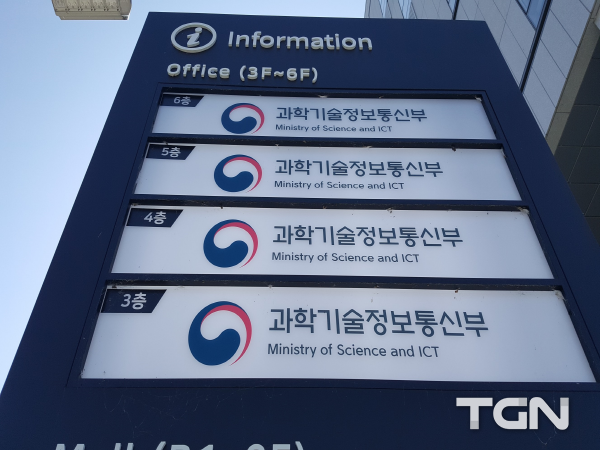 i Information
Office (3F~6F)
6층
과학기술정보통신부
Ministry of Science and ICT
5층
과학기술정보통신부
Ministry of Science and ICT
4층
과학기술정보통신부
Ministry of Science and ICT
3층
과학기술정보통신부
Ministry of Science and ICT
TGN